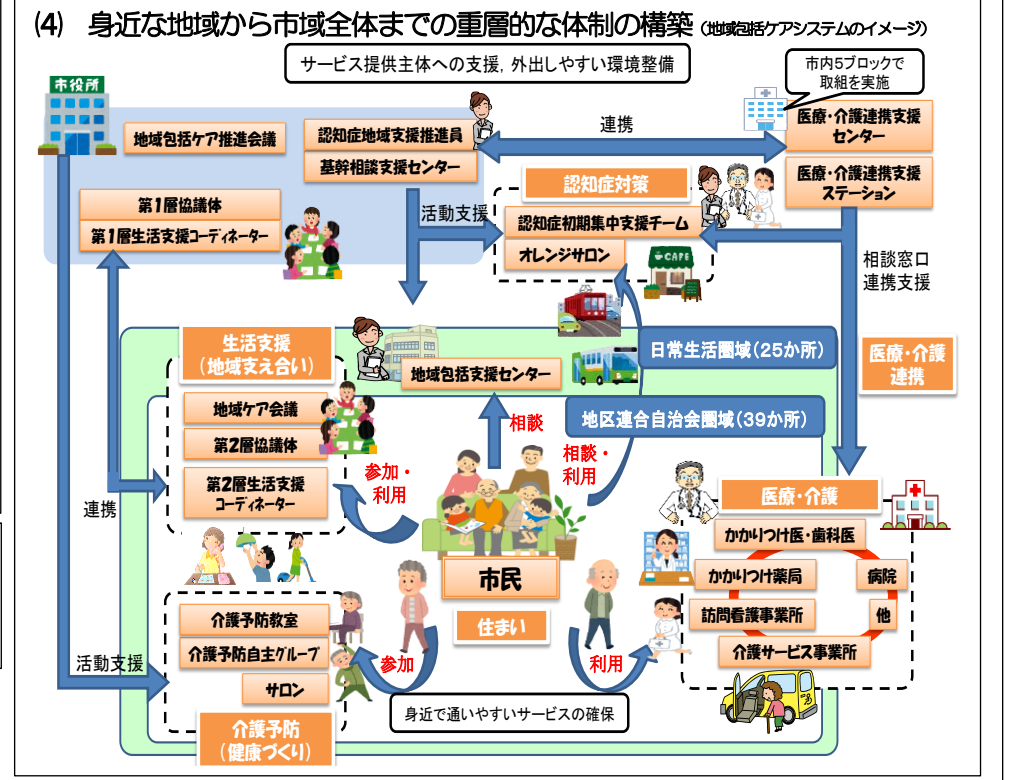 (4) 身近な地域から市域全体までの重層的な体制の構築（地域包括ケアシステムのイメージ）
サービス提供主体への支援，外出しやすい環境整備
市内5ブロックで
取組を実施
市役所
地域包括ケア推進会議
認知症地域支援推進員
基幹相談支援センター
連携
医療・介護連携支援
センター
医療・介護連携支援
ステーション
第1層協議体
第1層生活支援コーディネーター
活動支援
認知症対策
認知症初期集中支援チーム
オレンジサロン
CAFE
相談窓口
連携支援
生活支援
（地域支え合い）
地域包括支援センター
日常生活圏域（25か所）
医療・介護
連携
地域ケア会議
第2層協議体
第2層生活支援
コーディネーター
相談
地区連合自治会圏域（39か所）
参加・
利用
相談・
利用
連携
医療・介護
かかりつけ医・歯科医
かかりつけ薬局
病院
訪問看護事業所
他
介護サービス事業所
市民
住まい
介護予防教室
介護予防自主グループ
サロン
活動支援
参加
利用
身近で通いやすいサービスの確保
介護予防
（健康づくり）